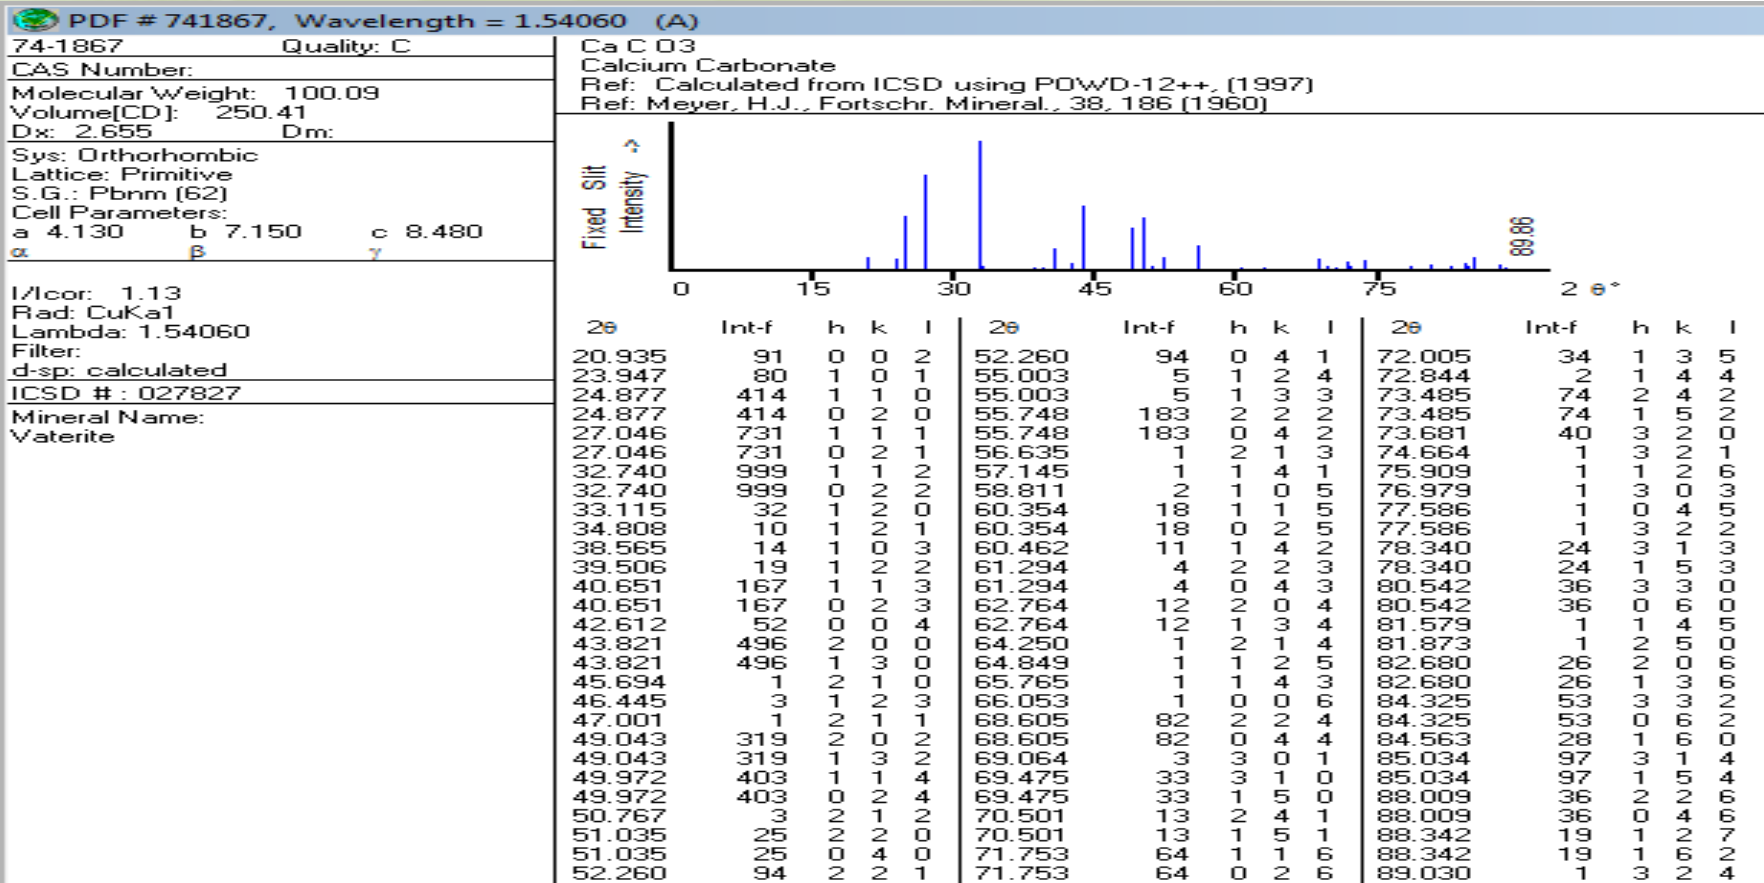 PDF # 741867, Wavelength = 1.54060 (A)
74-1867 Quality: C
CAS Number:
Molecular Weight: 100.09
Volume[CD]: 250.41
Dx: 2.655 Dm:
Sys: Orthorhombic
Lattice: Primitive
S.G.: Pbnm (62)
Cell Parameters:
a 4.130 b 7.150 c 8.480
α β γ
I/Icor: 1.13
Rad: CuKa1
Lambda: 1.54060
Filter:
d-sp: calculated
ICSD # : 027827
Mineral Name:
Vaterite
Ca C O3
Calcium Carbonate
Ref: Calculated from ICSD using POWD-12++, (1997)
Ref: Meyer, H.J., Fortschr. Mineral., 38, 186 (1960)
Fixed Slit
Intensity ->
89.86
0 15 30 45 60 75 2 θ°
2θ Int-f h k l 2θ Int-f h k l 2θ Int-f h k l
20.935 91 0 0 2 52.260 94 0 4 1 72.005 34 1 3 5
23.947 80 1 0 1 55.003 5 1 2 4 72.844 2 1 4 4
24.877 414 1 1 0 55.003 5 1 3 3 73.485 74 2 4 2
24.877 414 0 2 0 55.748 183 2 2 2 73.485 74 1 5 2
27.046 731 1 1 1 55.748 183 0 4 2 73.681 40 3 2 0
27.046 731 0 2 1 56.635 1 2 1 3 74.664 1 3 2 1
32.740 999 1 1 2 57.145 1 1 4 1 75.909 1 1 2 6
32.740 999 0 2 2 58.811 2 1 0 5 76.979 1 3 0 3
33.115 32 1 2 0 60.354 18 1 1 5 77.586 1 0 4 5
34.808 10 1 2 1 60.354 18 0 2 5 77.586 1 3 2 2
38.565 14 1 0 3 60.462 11 1 4 2 78.340 24 3 1 3
39.506 19 1 2 2 61.294 4 2 2 3 78.340 24 1 5 3
40.651 167 1 1 3 61.294 4 0 4 3 80.542 36 3 3 0
40.651 167 0 2 3 62.764 12 2 0 4 80.542 36 0 6 0
42.612 52 0 0 4 62.764 12 1 3 4 81.579 1 1 4 5
43.821 496 2 0 0 64.250 1 2 1 4 81.873 1 2 5 0
43.821 496 1 3 0 64.849 1 1 2 5 82.680 26 2 0 6
45.694 1 2 1 0 65.765 1 1 4 3 82.680 26 1 3 6
46.445 3 1 2 3 66.053 1 0 0 6 84.325 53 3 3 2
47.001 1 2 1 1 68.605 82 2 2 4 84.325 53 0 6 2
49.043 319 2 0 2 68.605 82 0 4 4 84.563 28 1 6 0
49.043 319 1 3 2 69.064 3 3 0 1 85.034 97 3 1 4
49.972 403 1 1 4 69.475 33 3 1 0 85.034 97 1 5 4
49.972 403 0 2 4 69.475 33 1 5 0 88.009 36 2 2 6
50.767 3 2 1 2 70.501 13 2 4 1 88.009 36 0 4 6
51.035 25 2 2 0 70.501 13 1 5 1 88.342 19 1 2 7
51.035 25 0 4 0 71.753 64 1 1 6 88.342 19 1 6 2
52.260 94 2 2 1 71.753 64 0 2 6 89.030 1 3 2 4